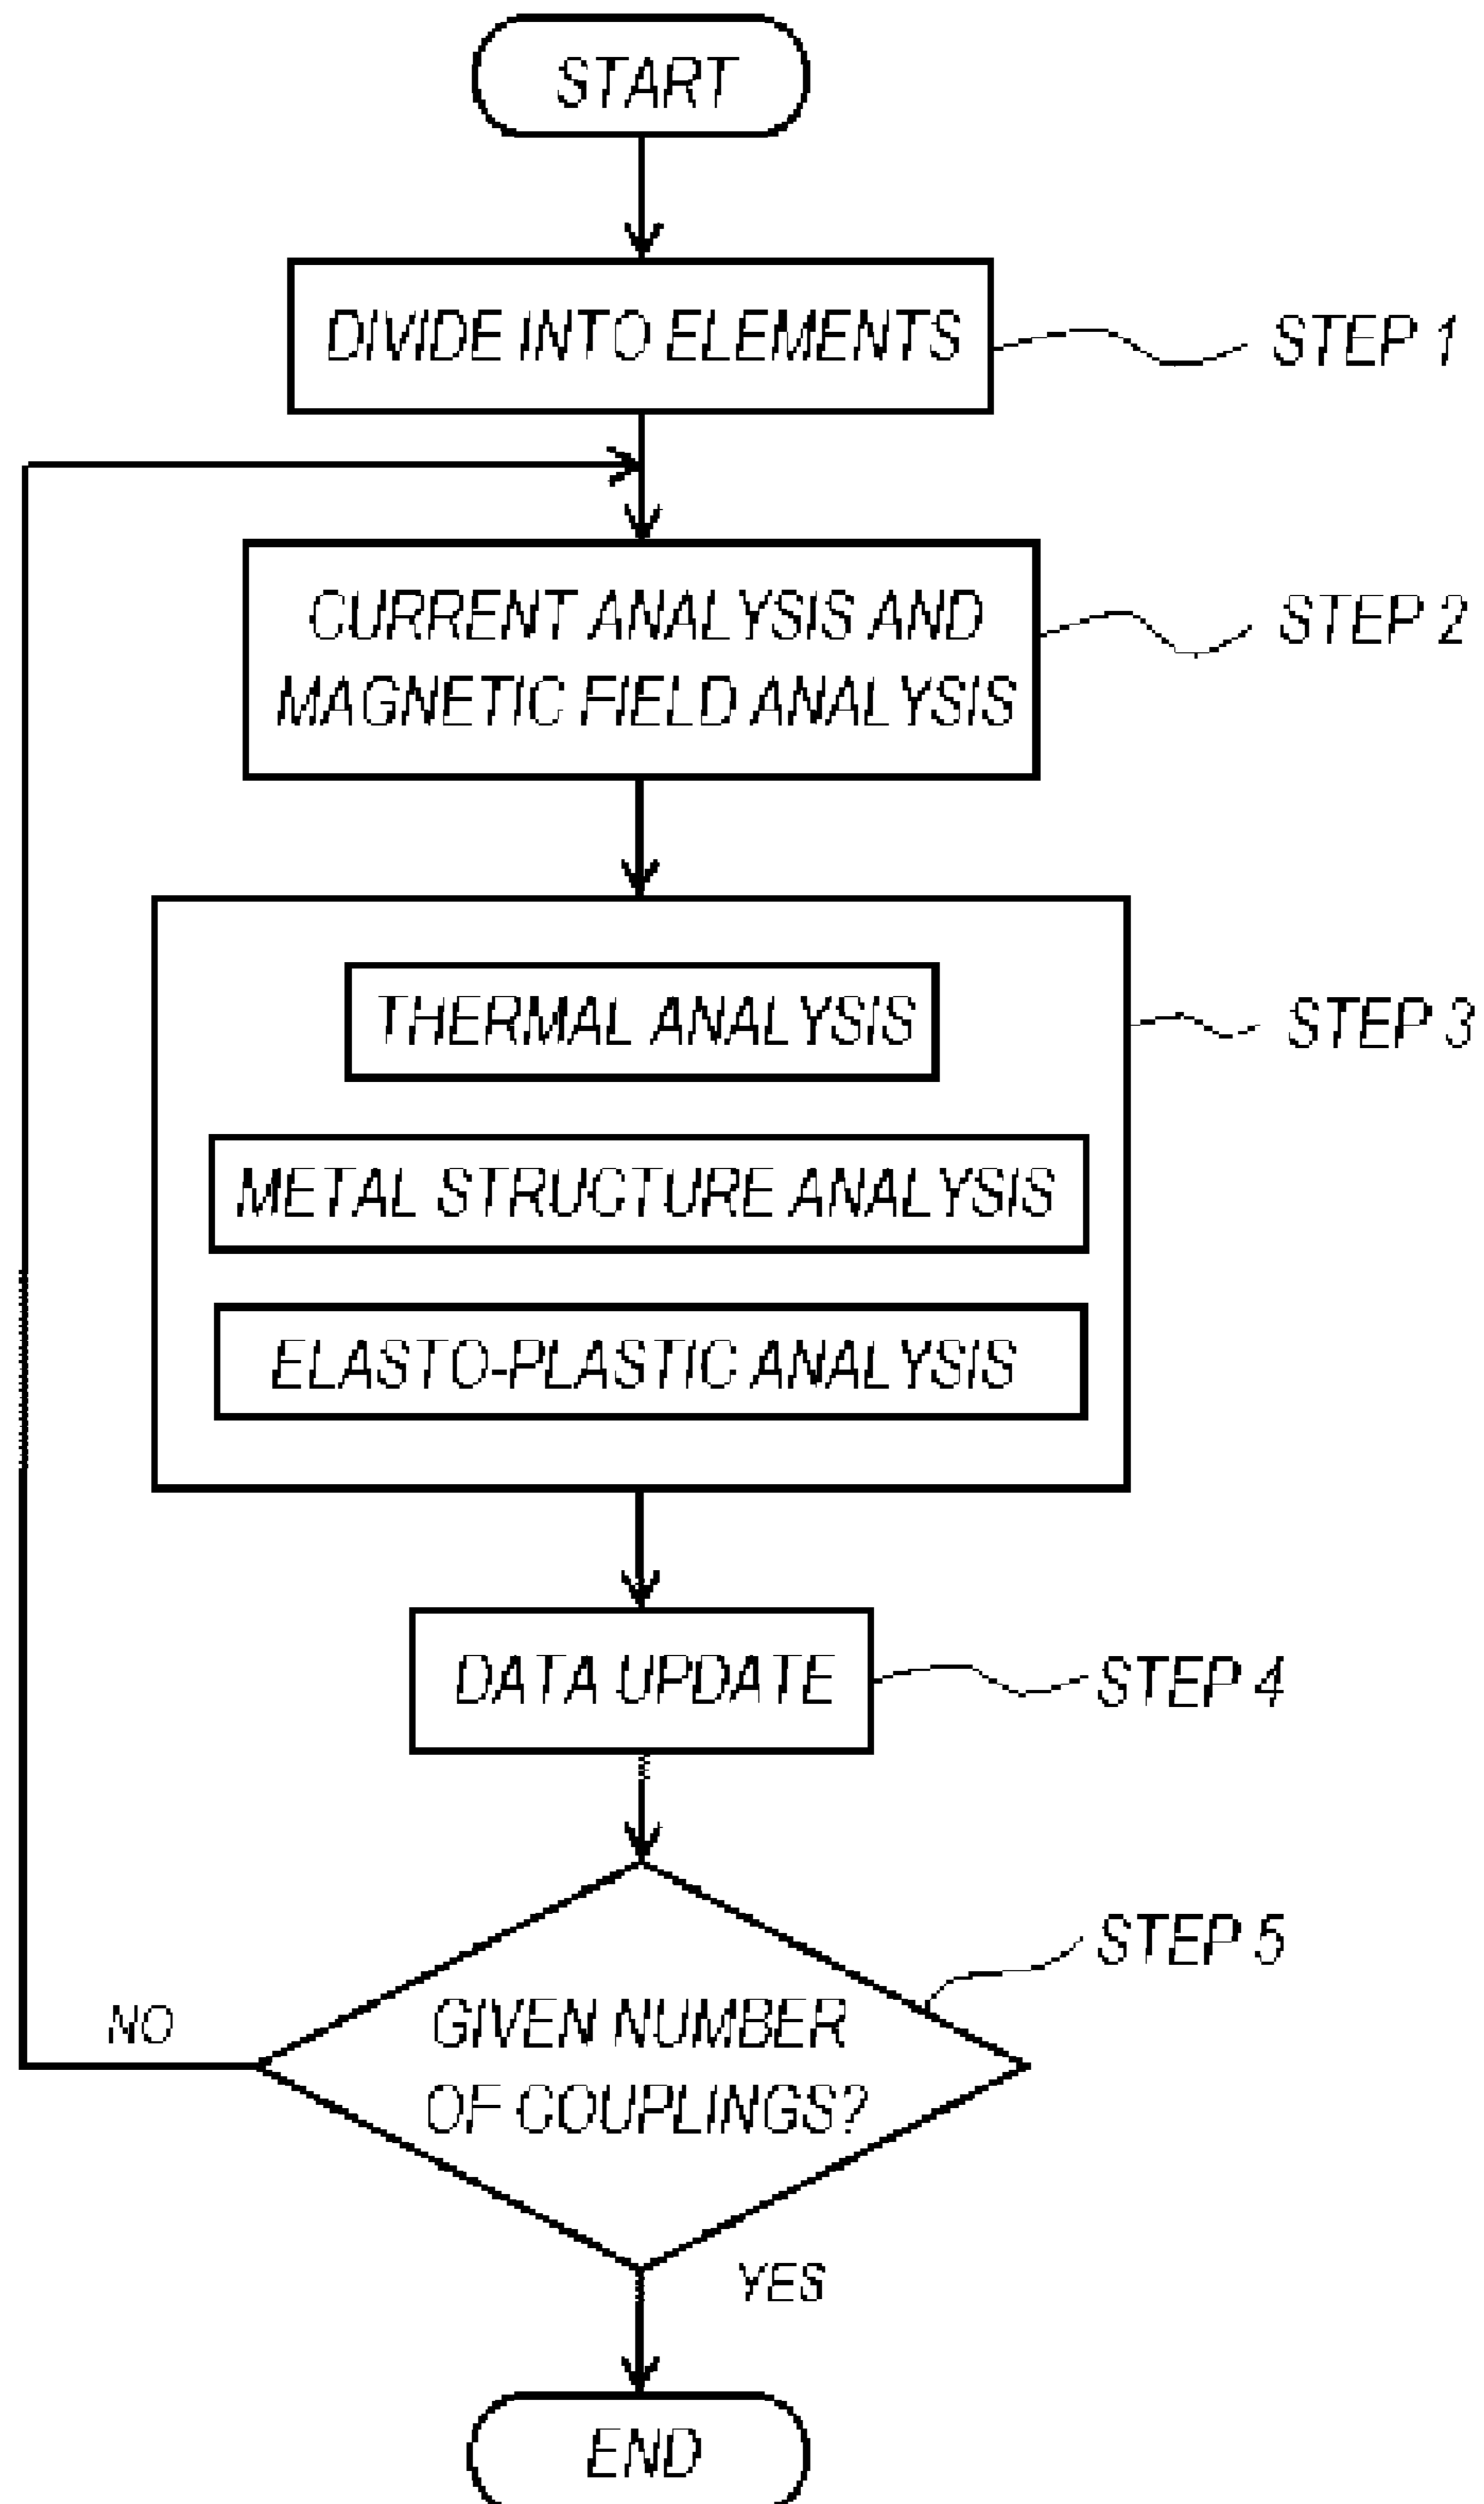 START
DIVIDE INTO ELEMENTS
STEP 1
CURRENT ANALYSIS AND
MAGNETIC FIELD ANALYSIS
STEP 2
THERMAL ANALYSIS
STEP 3
METAL STRUCTURE ANALYSIS
ELASTO-PLASTIC ANALYSIS
DATA UPDATE
STEP 4
STEP 5
GIVEN NUMBER
OF COUPLINGS?
NO
YES
END